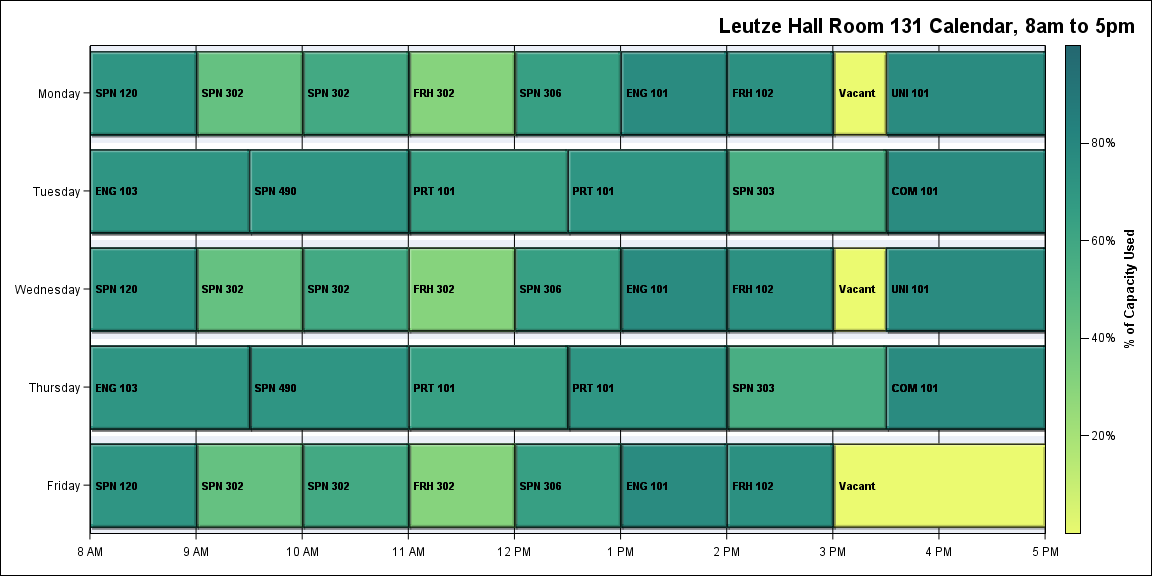 Leutze Hall Room 131 Calendar, 8am to 5pm
Monday
SPN 120
SPN 302
SPN 302
FRH 302
SPN 306
ENG 101
FRH 102
Vacant
UNI 101
Tuesday
ENG 103
SPN 490
PRT 101
PRT 101
SPN 303
COM 101
Wednesday
SPN 120
SPN 302
SPN 302
FRH 302
SPN 306
ENG 101
FRH 102
Vacant
UNI 101
Thursday
ENG 103
SPN 490
PRT 101
PRT 101
SPN 303
COM 101
Friday
SPN 120
SPN 302
SPN 302
FRH 302
SPN 306
ENG 101
FRH 102
Vacant
8 AM
9 AM
10 AM
11 AM
12 PM
1 PM
2 PM
3 PM
4 PM
5 PM
80%
60%
40%
20%
% of Capacity Used